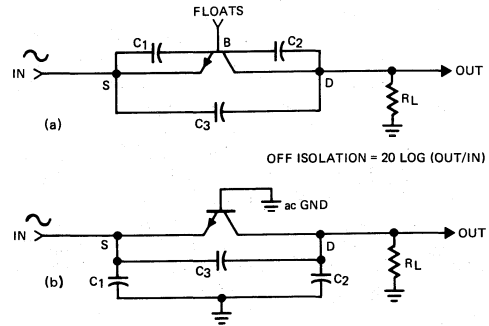 FLOATS
C1 B C2
IN S D OUT
RL
C3
(a)
OFF ISOLATION = 20 LOG (OUT/IN)
ac GND
IN S D OUT
C3
RL
(b) C1 C2